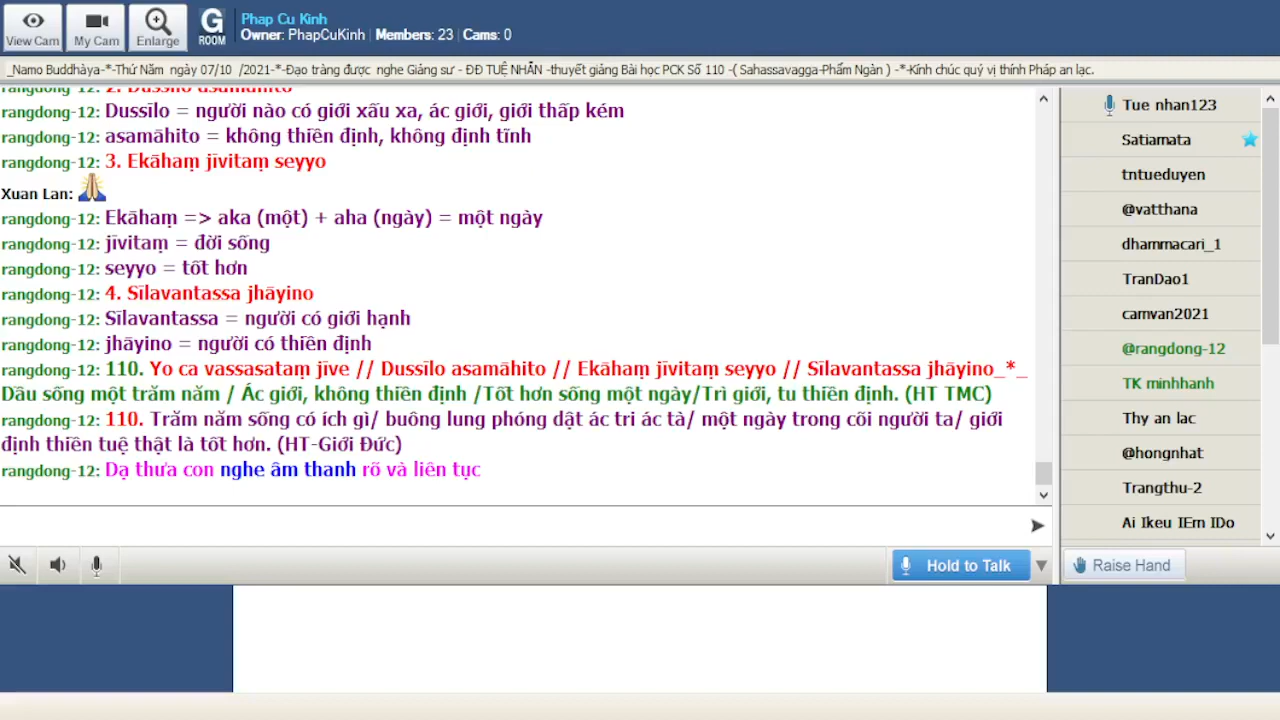 View Cam
My Cam
Enlarge
G
ROOM
Phap Cu Kinh
Owner: PhapCuKinh | Members: 23 | Cams: 0
_Namo Buddhàya-*-Thứ Năm ngày 07/10 /2021-*-Đạo tràng được nghe Giảng sư - ĐĐ TUỆ NHẪN -thuyết giảng Bài học PCK Số 110 -( Sahassavagga-Phẩm Ngàn ) -*-Kính chúc quý vị thính Pháp an lạc.
rangdong-12: 2. Dussīlo asamāhito
rangdong-12: Dussīlo = người nào có giới xấu xa, ác giới, giới thấp kém
rangdong-12: asamāhito = không thiền định, không định tĩnh
rangdong-12: 3. Ekāhaṃ jīvitaṃ seyyo
Xuan Lan:
rangdong-12: Ekāhaṃ => aka (một) + aha (ngày) = một ngày
rangdong-12: jīvitaṃ = đời sống
rangdong-12: seyyo = tốt hơn
rangdong-12: 4. Sīlavantassa jhāyino
rangdong-12: Sīlavantassa = người có giới hạnh
rangdong-12: jhāyino = người có thiền định
rangdong-12: 110. Yo ca vassasataṃ jīve // Dussīlo asamāhito // Ekāhaṃ jīvitaṃ seyyo // Sīlavantassa jhāyino_*_
Dầu sống một trăm năm / Ác giới, không thiền định /Tốt hơn sống một ngày/Trì giới, tu thiền định. (HT TMC)
rangdong-12: 110. Trăm năm sống có ích gì/ buông lung phóng dật ác tri ác tà/ một ngày trong cõi người ta/ giới
định thiền tuệ thật là tốt hơn. (HT-Giới Đức)
rangdong-12: Dạ thưa con nghe âm thanh rõ và liên tục
Hold to Talk
Tue nhan123
Satiamata
tntueduyen
@vatthana
dhammacari_1
TranDao1
camvan2021
@rangdong-12
TK minhhanh
Thy an lac
@hongnhat
Trangthu-2
Ai Ikeu IEm IDo
Raise Hand